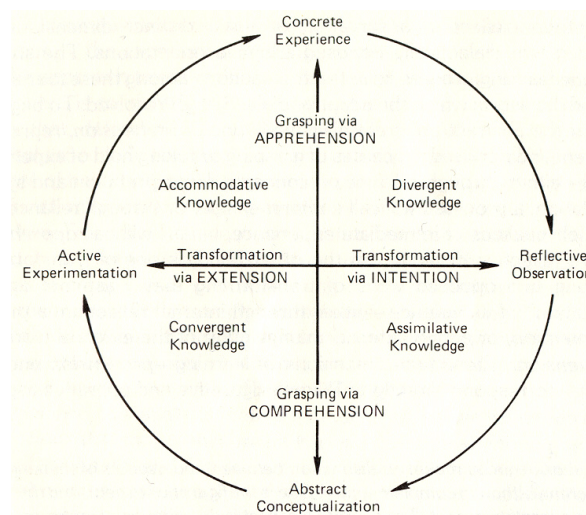 Concrete
Experience
Grasping via
APPREHENSION
Accommodative
Knowledge
Divergent
Knowledge
Active
Experimentation
Transformation
via EXTENSION
Transformation
via INTENTION
Reflective
Observation
Convergent
Knowledge
Assimilative
Knowledge
Grasping via
COMPREHENSION
Abstract
Conceptualization